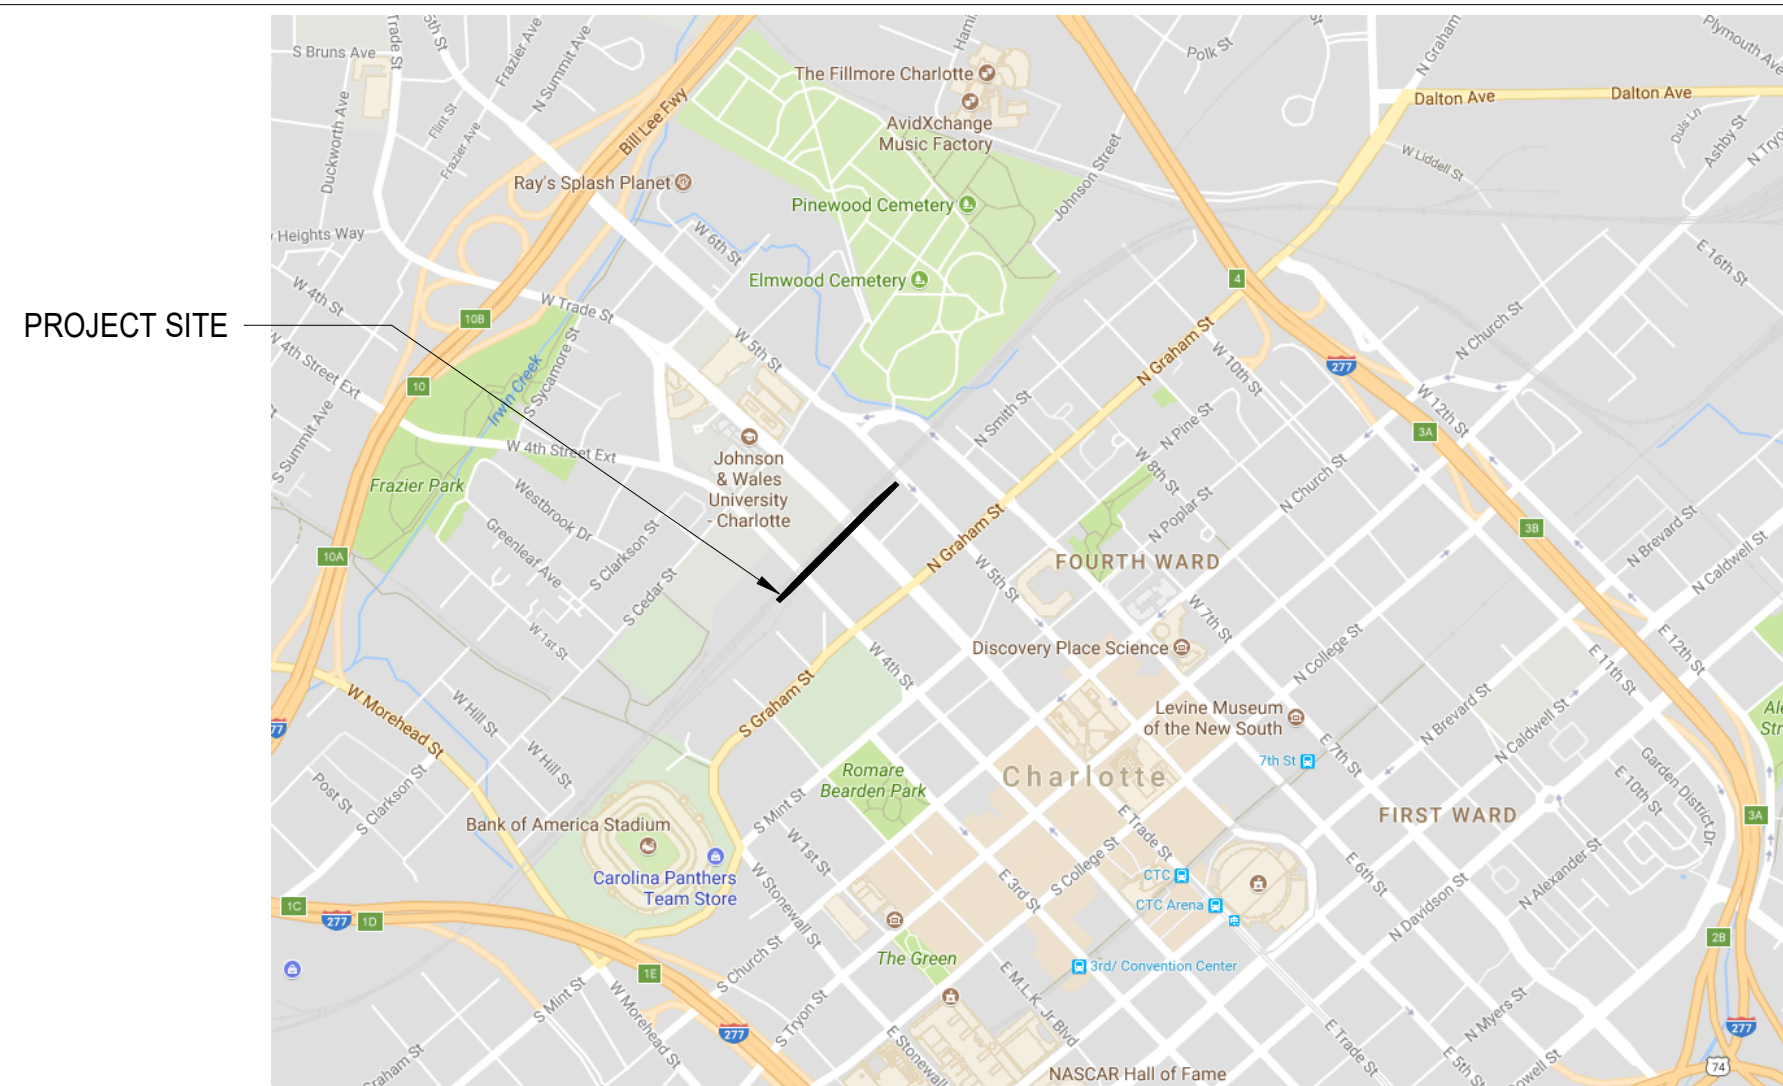 S Bruns Ave
Trade St
5th St
Frazier Ave
N Summit Ave
Hami
Polk St
N Graham
Plymouth Ave
The Fillmore Charlotte
Bill Lee Fwy
Dalton Ave
Dalton Ave
Duckworth Ave
Flint St
Frazier Ave
AvidXchange
Music Factory
Johnson Street
W Liddell St
Duls Ln
Ashby St
N Tryo
Ray's Splash Planet
Pinewood Cemetery
Heights Way
W 6th St
E 16th St
Elmwood Cemetery
4
W 4th St
W Trade St
10B
N Church St
PROJECT SITE
W 4th Street Ext
Irwin Creek
S Sycamore St
W 5th St
N Graham St
W 10th St
277
10
W 12th St
S Summit Ave
N Smith St
N Pine St
3A
W 4th Street Ext
Johnson
& Wales
University
- Charlotte
W 8th St
N Church St
Frazier Park
Westbrook Dr
N Poplar St
3B
N Brevard St
10A
Greenleaf Ave
S Clarkson St
N Graham St
FOURTH WARD
N Caldwell St
S Cedar St
W 5th St
W 7th St
W 1st St
Discovery Place Science
N College St
E 12th St
E 11th St
W 4th St
W Morehead St
W Hill St
S Graham St
Levine Museum
of the New South
N Brevard St
N Caldwell St
Ale
Str
77
W Hill St
7th St
E 7th St
Garden District Dr
Post St
S Clarkson St
Romare
Bearden Park
Charlotte
E 10th St
Bank of America Stadium
S Mint St
E Trade St
FIRST WARD
3A
W 1st St
Carolina Panthers
Team Store
S College St
CTC
E 6th St
N Alexander St
1C
277
1D
W Stonewall St
E 3rd St
CTC Arena
N Davidson St
2B
The Green
3rd/ Convention Center
1E
S Church St
S Mint St
W Morehead St
S Tryon St
E M.L.K. Jr Blvd
N Myers St
277
E Stonewall
E Trade St
E 5th St
277
Graham St
NASCAR Hall of Fame
owell St
74